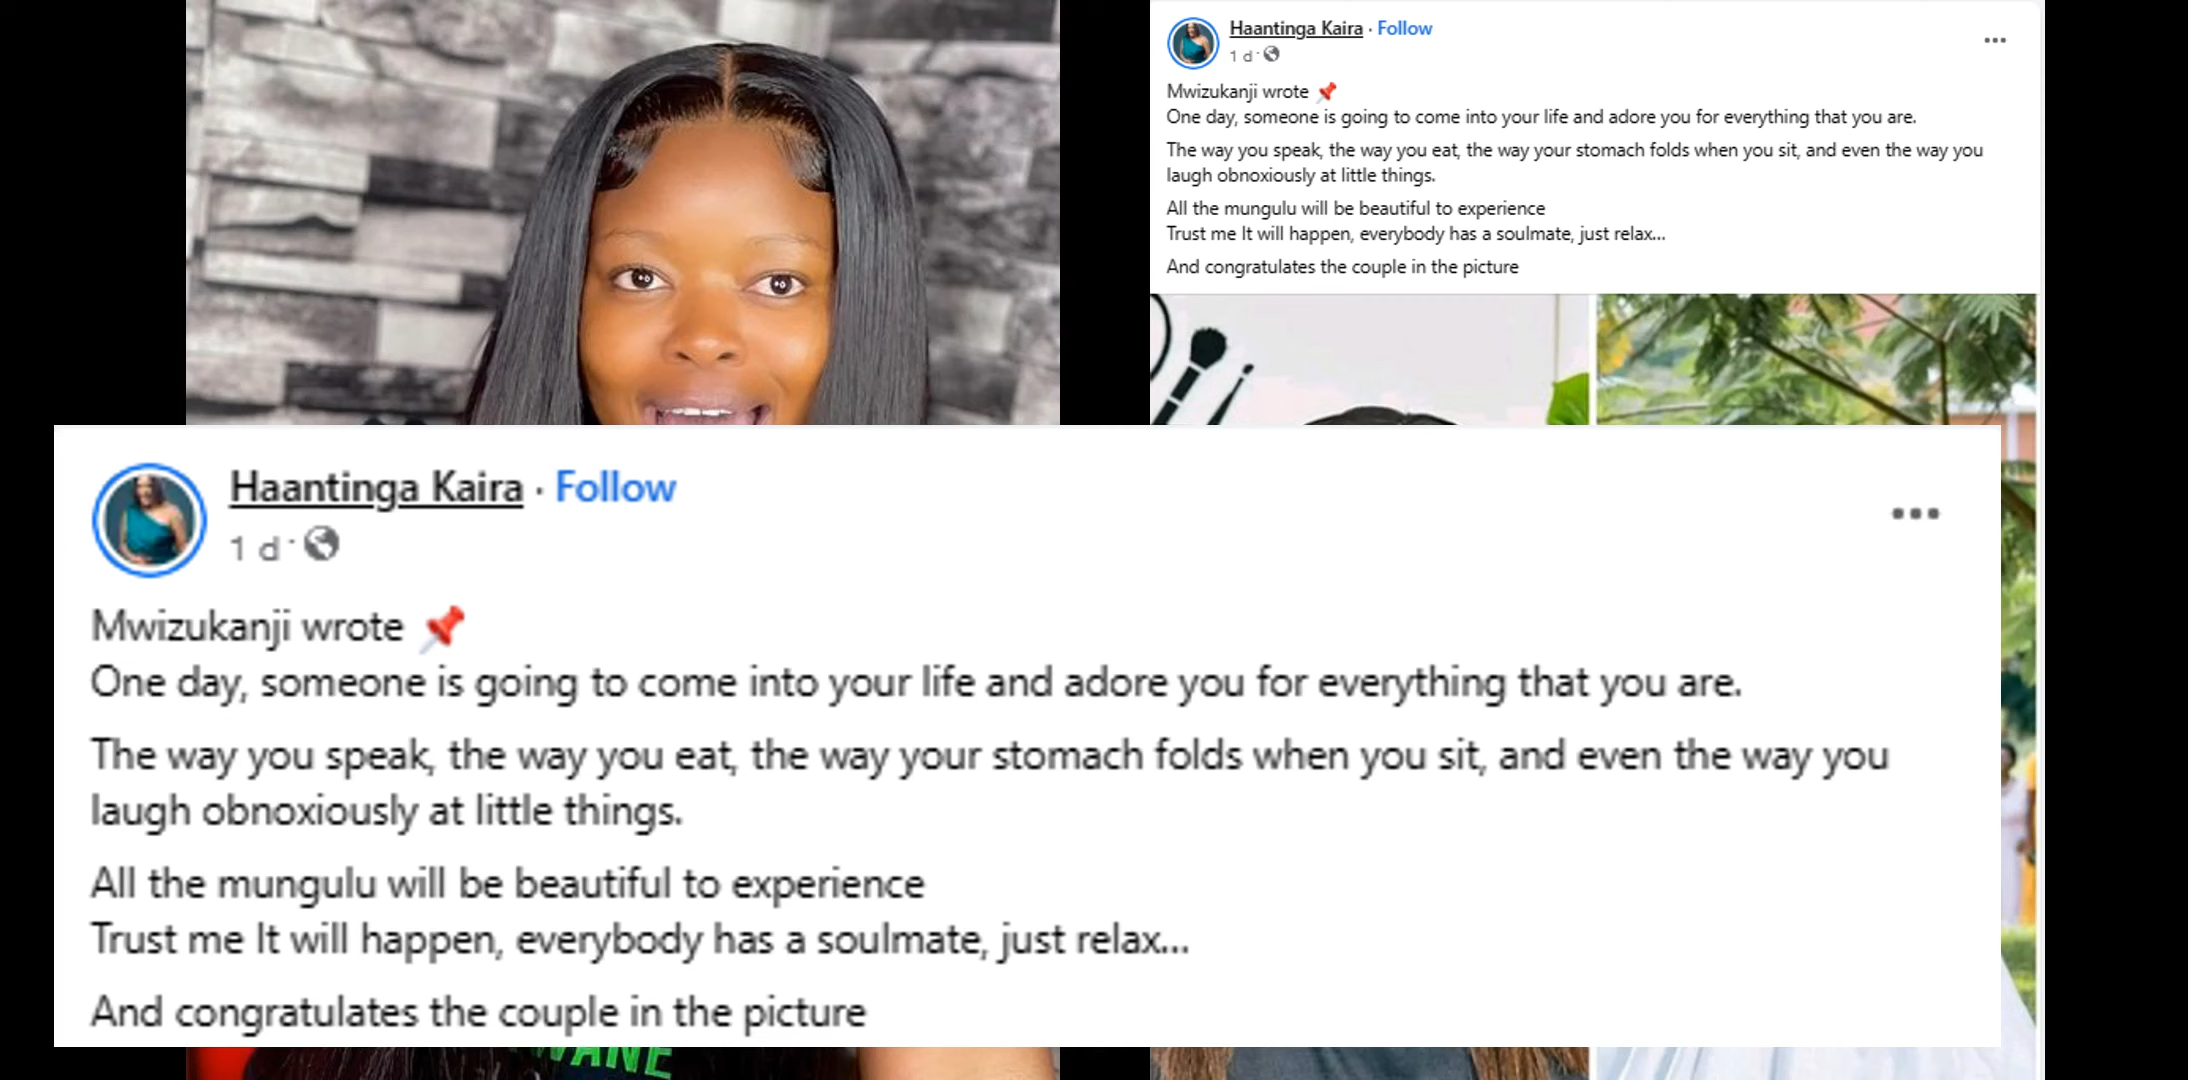 Haantinga Kaira · Follow
1 d ·
Mwizukanji wrote 📌
One day, someone is going to come into your life and adore you for everything that you are.
The way you speak, the way you eat, the way your stomach folds when you sit, and even the way you
laugh obnoxiously at little things.
All the mungulu will be beautiful to experience
Trust me It will happen, everybody has a soulmate, just relax...
And congratulates the couple in the picture
Haantinga Kaira · Follow
1 d ·
Mwizukanji wrote 📌
One day, someone is going to come into your life and adore you for everything that you are.
The way you speak, the way you eat, the way your stomach folds when you sit, and even the way you
laugh obnoxiously at little things.
All the mungulu will be beautiful to experience
Trust me It will happen, everybody has a soulmate, just relax...
And congratulates the couple in the picture